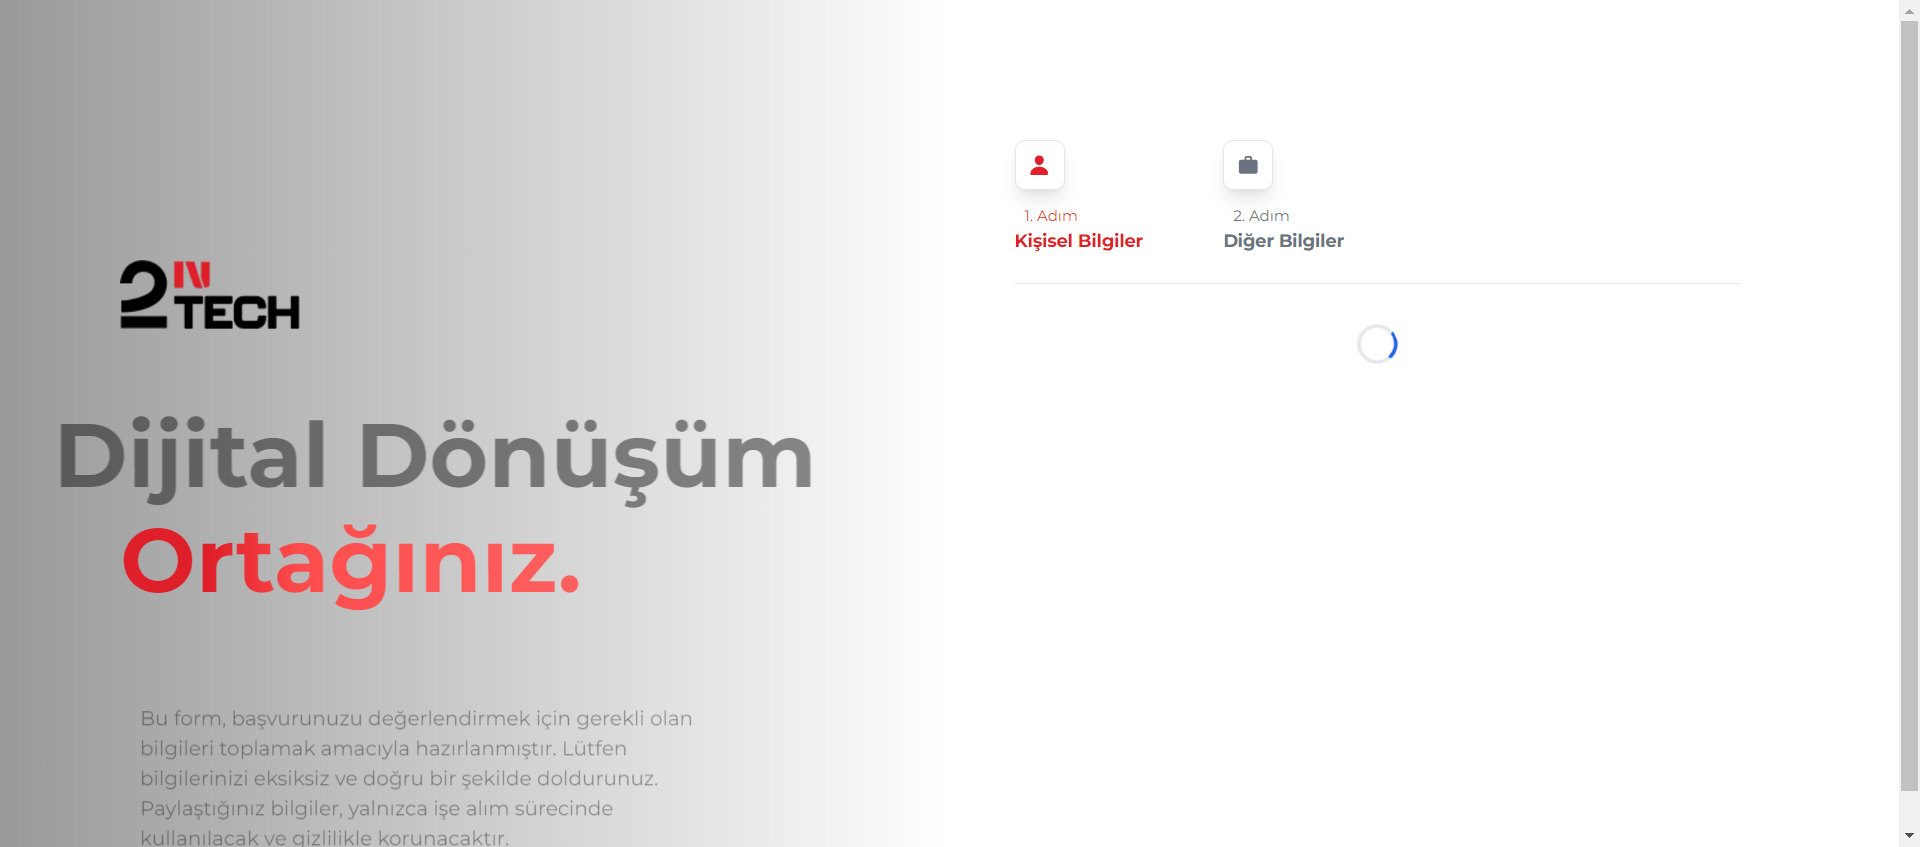 2 IN
TECH
Dijital Dönüşüm
Ortağınız.
Bu form, başvurunuzu değerlendirmek için gerekli olan
bilgileri toplamak amacıyla hazırlanmıştır. Lütfen
bilgilerinizi eksiksiz ve doğru bir şekilde doldurunuz.
Paylaştığınız bilgiler, yalnızca işe alım sürecinde
kullanılacak ve gizlilikle korunacaktır.
1. Adım
Kişisel Bilgiler
2. Adım
Diğer Bilgiler